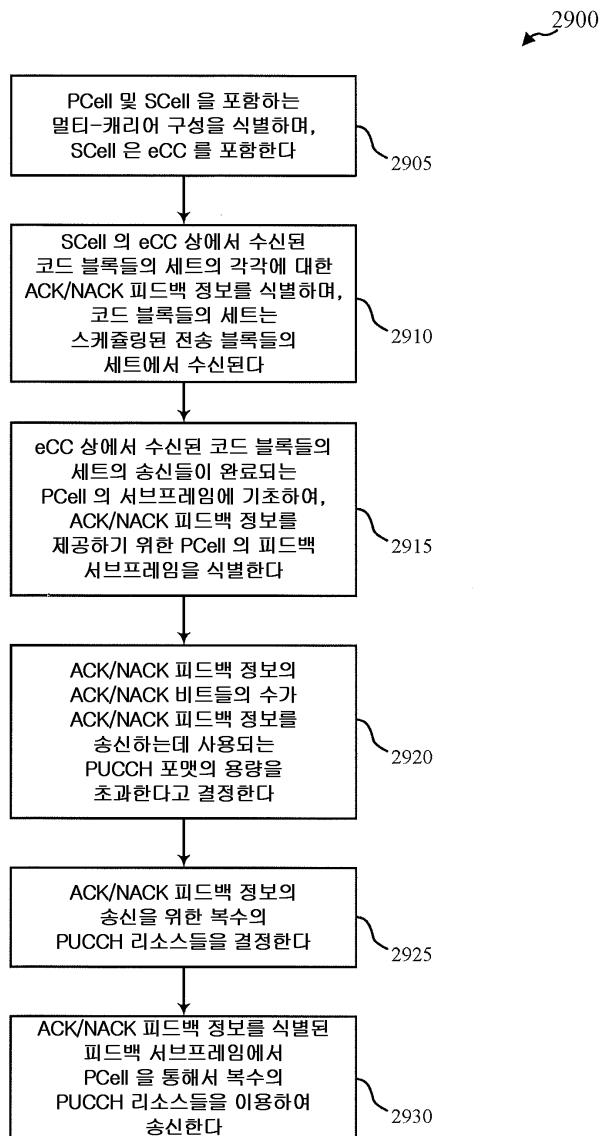 2900
PCell 및 SCell 을 포함하는
멀티-캐리어 구성을 식별하며,
SCell 은 eCC 를 포함한다
2905
SCell 의 eCC 상에서 수신된
코드 블록들의 세트의 각각에 대한
ACK/NACK 피드백 정보를 식별하며,
코드 블록들의 세트는
스케쥴링된 전송 블록들의
세트에서 수신된다
2910
eCC 상에서 수신된 코드 블록들의
세트의 송신들이 완료되는
PCell 의 서브프레임에 기초하여,
ACK/NACK 피드백 정보를
제공하기 위한 PCell 의 피드백
서브프레임을 식별한다
2915
ACK/NACK 피드백 정보의
ACK/NACK 비트들의 수가
ACK/NACK 피드백 정보를
송신하는데 사용되는
PUCCH 포맷의 용량을
초과한다고 결정한다
2920
ACK/NACK 피드백 정보의
송신을 위한 복수의
PUCCH 리소스들을 결정한다
2925
ACK/NACK 피드백 정보를 식별된
피드백 서브프레임에서
PCell 을 통해서 복수의
PUCCH 리소스들을 이용하여
송신한다
2930